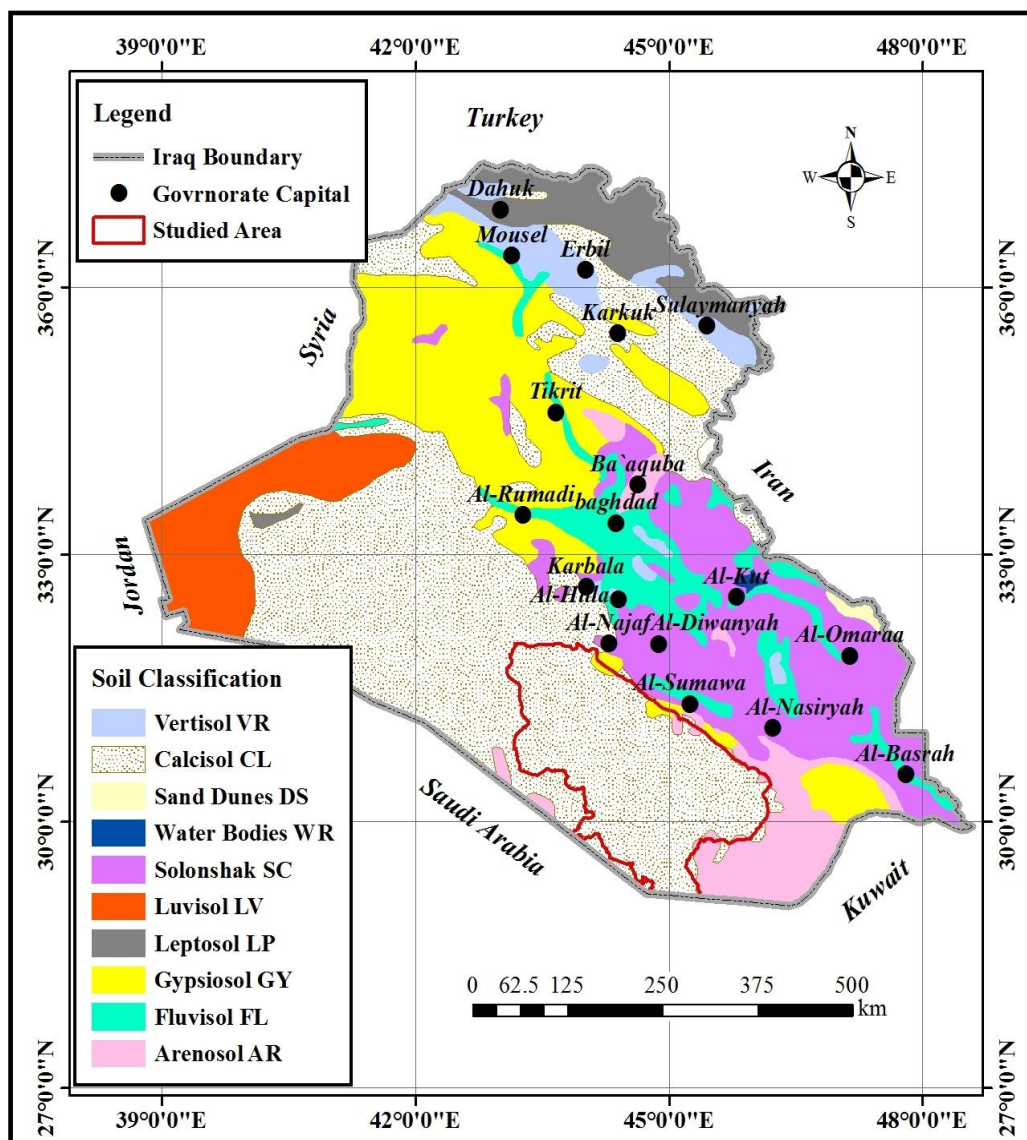 39°0'0"E
42°0'0"E
45°0'0"E
48°0'0"E
Legend
Iraq Boundary
Govrnorate Capital
Studied Area
Turkey
N
W
E
S
Dahuk
Mousel
Erbil
36°0'0"N
36°0'0"N
Karkuk
Sulaymanyah
Syria
Tikrit
Ba`aquba
Iran
Al-Rumadi
baghdad
33°0'0"N
33°0'0"N
Jordan
Karbala
Al-Kut
Al-Hula
Al-Najaf
Al-Diwanyah
Al-Omaraa
Al-Sumawa
Al-Nasiryah
Al-Basrah
Soil Classification
Vertisol VR
Calcisol CL
Sand Dunes DS
Water Bodies WR
Solonshak SC
Luvisol LV
Leptosol LP
Gypsiosol GY
Fluvisol FL
Arenosol AR
Saudi Arabia
30°0'0"N
30°0'0"N
Kuwait
0 62.5 125 250 375 500
km
27°0'0"N
27°0'0"N
39°0'0"E
42°0'0"E
45°0'0"E
48°0'0"E